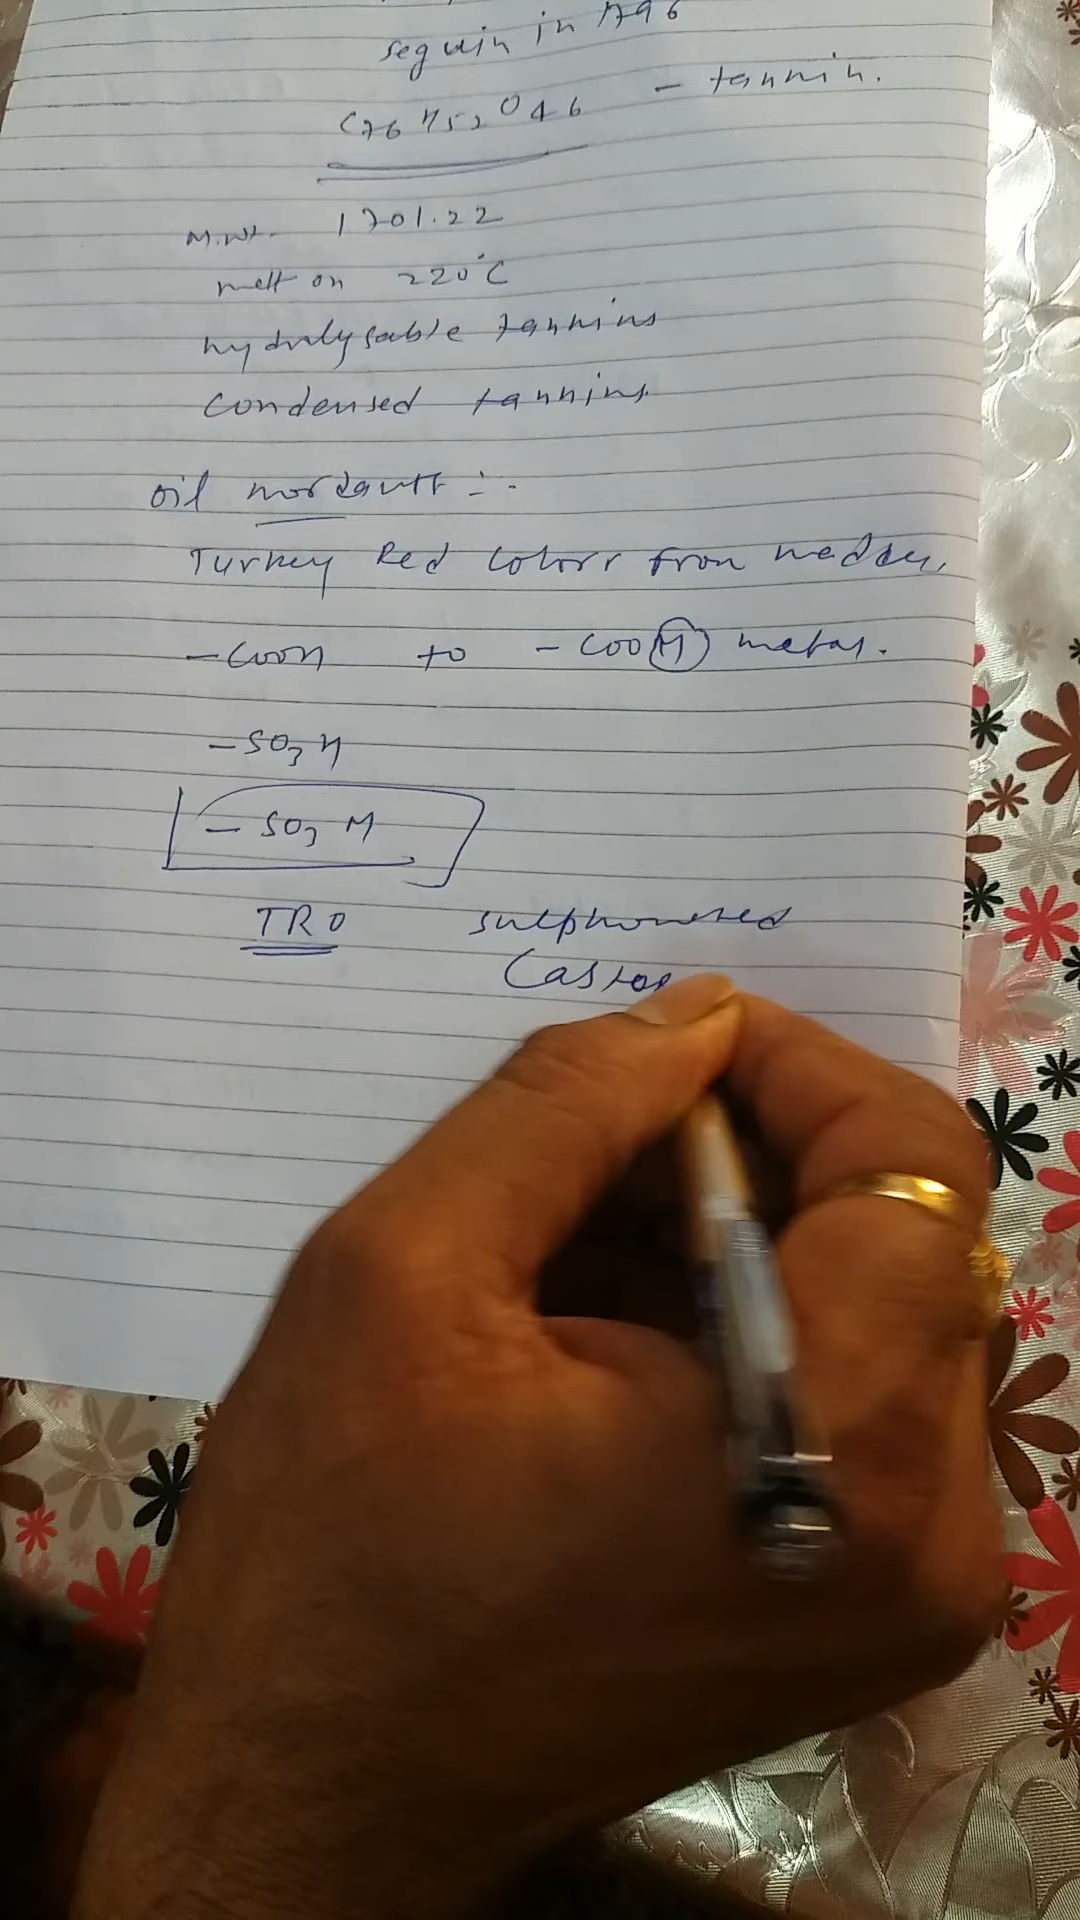 seguin in 1796
C76H52O46 - tannin.
M.wt. 1701.22
melt on 220°C
hydrolysable tannins
condensed tannins.
oil mordant :-
Turkey Red colour from madder,
-COOH to -COOM metal.
-SO3H
-SO3M
TRO sulphonated
Castor